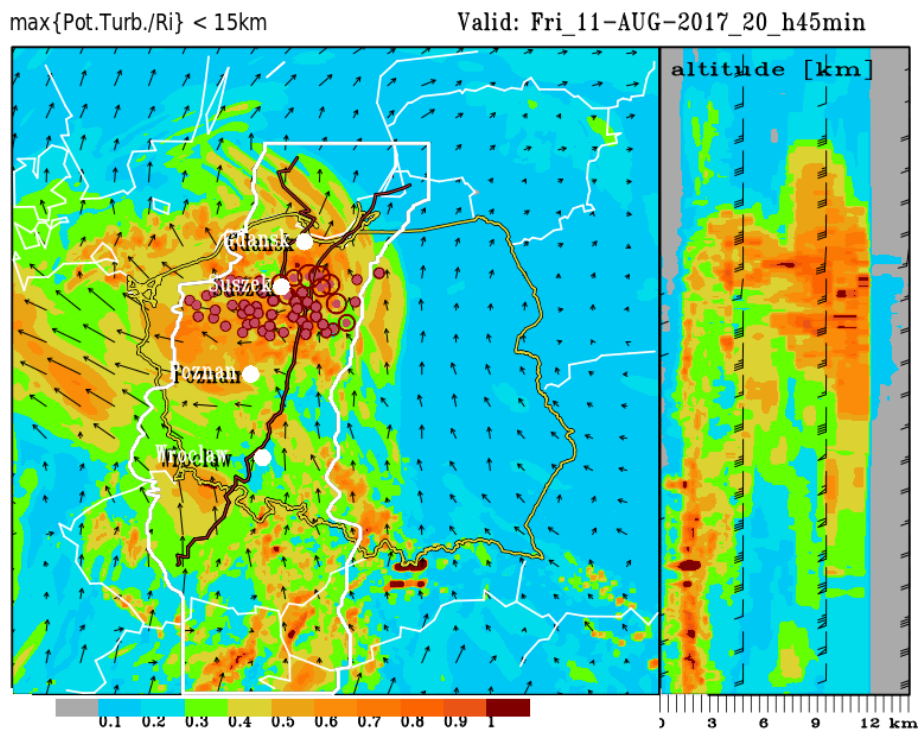 max{Pot.Turb./Ri} < 15km Valid: Fri_11-AUG-2017_20_h45min
altitude [km]
Gdansk
Suszek
Poznan
Wroclaw
0.1 0.2 0.3 0.4 0.5 0.6 0.7 0.8 0.9 1
0 3 6 9 12 km